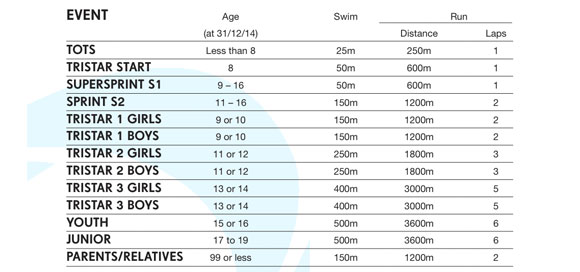 EVENT Age Swim Run
(at 31/12/14) Distance Laps
TOTS Less than 8 25m 250m 1
TRISTAR START 8 50m 600m 1
SUPERSPRINT S1 9 – 16 50m 600m 1
SPRINT S2 11 – 16 150m 1200m 2
TRISTAR 1 GIRLS 9 or 10 150m 1200m 2
TRISTAR 1 BOYS 9 or 10 150m 1200m 2
TRISTAR 2 GIRLS 11 or 12 250m 1800m 3
TRISTAR 2 BOYS 11 or 12 250m 1800m 3
TRISTAR 3 GIRLS 13 or 14 400m 3000m 5
TRISTAR 3 BOYS 13 or 14 400m 3000m 5
YOUTH 15 or 16 500m 3600m 6
JUNIOR 17 to 19 500m 3600m 6
PARENTS/RELATIVES 99 or less 150m 1200m 2